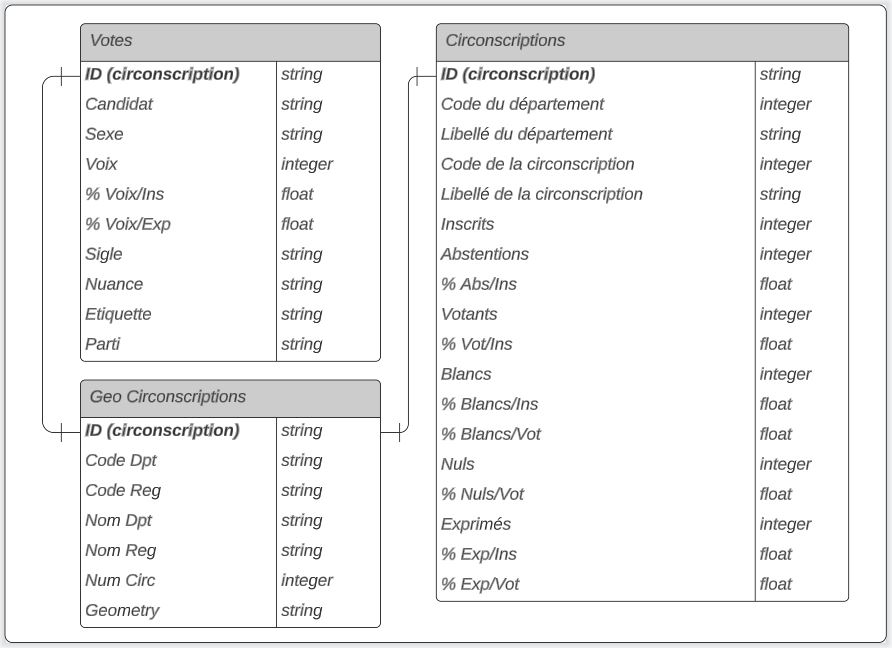 Votes
ID (circonscription) string
Candidat string
Sexe string
Voix integer
% Voix/Ins float
% Voix/Exp float
Sigle string
Nuance string
Etiquette string
Parti string
Geo Circonscriptions
ID (circonscription) string
Code Dpt string
Code Reg string
Nom Dpt string
Nom Reg string
Num Circ integer
Geometry string
Circonscriptions
ID (circonscription) string
Code du département integer
Libellé du département string
Code de la circonscription integer
Libellé de la circonscription string
Inscrits integer
Abstentions integer
% Abs/Ins float
Votants integer
% Vot/Ins float
Blancs integer
% Blancs/Ins float
% Blancs/Vot float
Nuls integer
% Nuls/Vot float
Exprimés integer
% Exp/Ins float
% Exp/Vot float